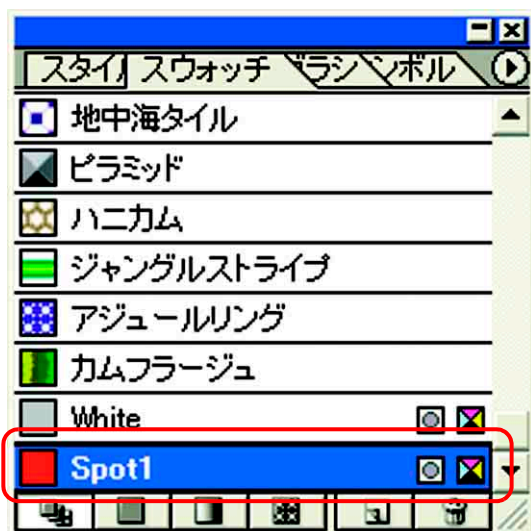 スタイ スウォッチ ブラシ ンボル
地中海タイル
ピラミッド
ハニカム
ジャングルストライプ
アジュールリング
カムフラージュ
White
Spot1